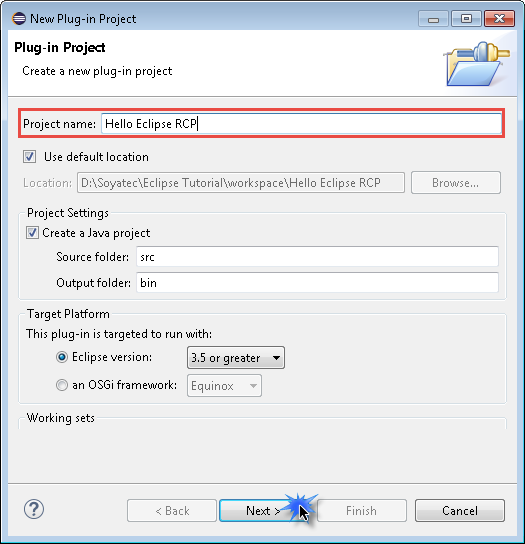 New Plug-in Project
Plug-in Project
Create a new plug-in project
Project name: Hello Eclipse RCP
Use default location
Location: D:\Soyatec\Eclipse Tutorial\workspace\Hello Eclipse RCP Browse...
Project Settings
Create a Java project
Source folder: src
Output folder: bin
Target Platform
This plug-in is targeted to run with:
Eclipse version: 3.5 or greater
an OSGi framework: Equinox
Working sets
? < Back Next > Finish Cancel